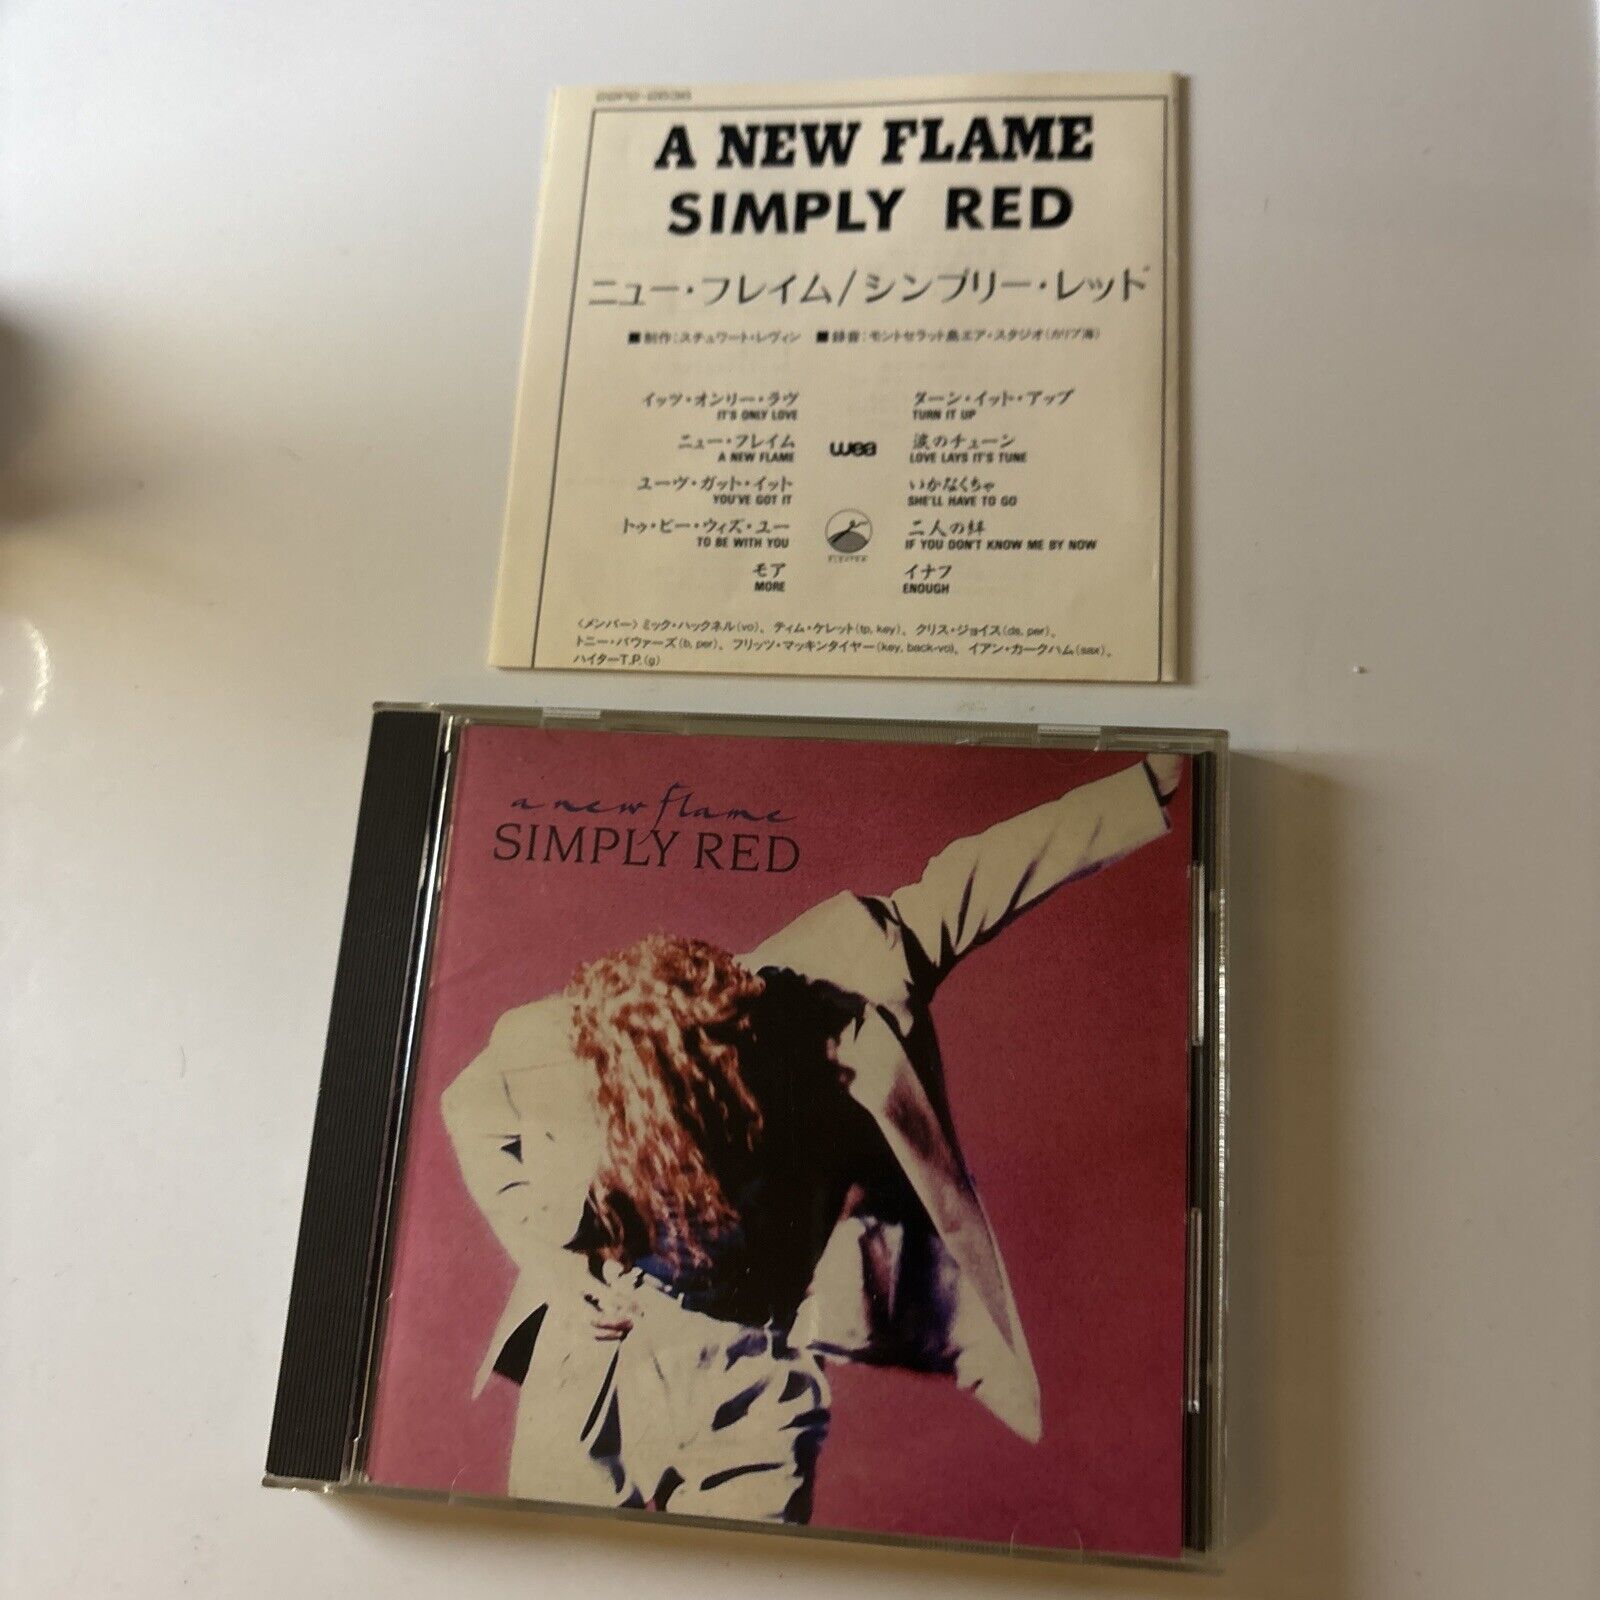 22P2-2536
A NEW FLAME
SIMPLY RED
ニュー・フレイム/シンプリー・レッド
■ 制作:スチュワート・レヴィン ■ 録音:モントセラット島エア・スタジオ(カリブ海)
イッツ・オンリー・ラヴ
IT'S ONLY LOVE
ニュー・フレイム
A NEW FLAME
ユーヴ・ガット・イット
YOU'VE GOT IT
トゥ・ビー・ウィズ・ユー
TO BE WITH YOU
モア
MORE
wea
ELEKTRA
ターン・イット・アップ
TURN IT UP
涙のチューン
LOVE LAYS IT'S TUNE
いかなくちゃ
SHE'LL HAVE TO GO
二人の絆
IF YOU DON'T KNOW ME BY NOW
イナフ
ENOUGH
〈メンバー〉ミック・ハックネル(vo)、ティム・ケレット(tp, key)、クリス・ジョイス(ds, per)、
トニー・バウァーズ(b, per)、フリッツ・マッキンタイヤー(key, back-vo)、イアン・カークハム(sax)、
ハイターT.P.(g)
a new flame
SIMPLY RED